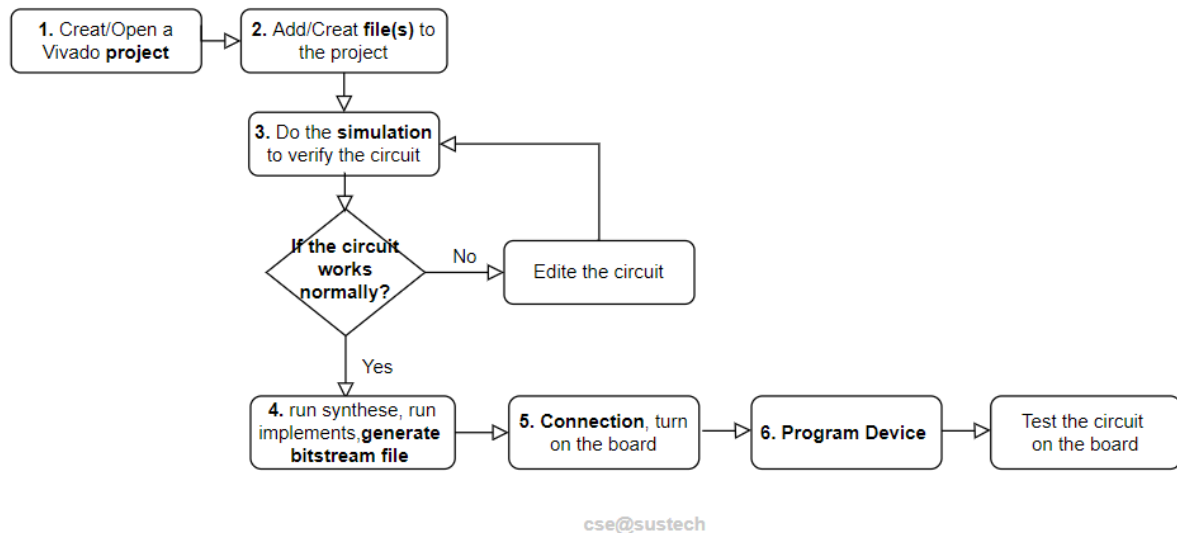 1. Creat/Open a
Vivado project
2. Add/Creat file(s) to
the project
3. Do the simulation
to verify the circuit
If the circuit
works
normally?
No
Edite the circuit
Yes
4. run synthese, run
implements,generate
bitstream file
5. Connection, turn
on the board
6. Program Device
Test the circuit
on the board
cse@sustech